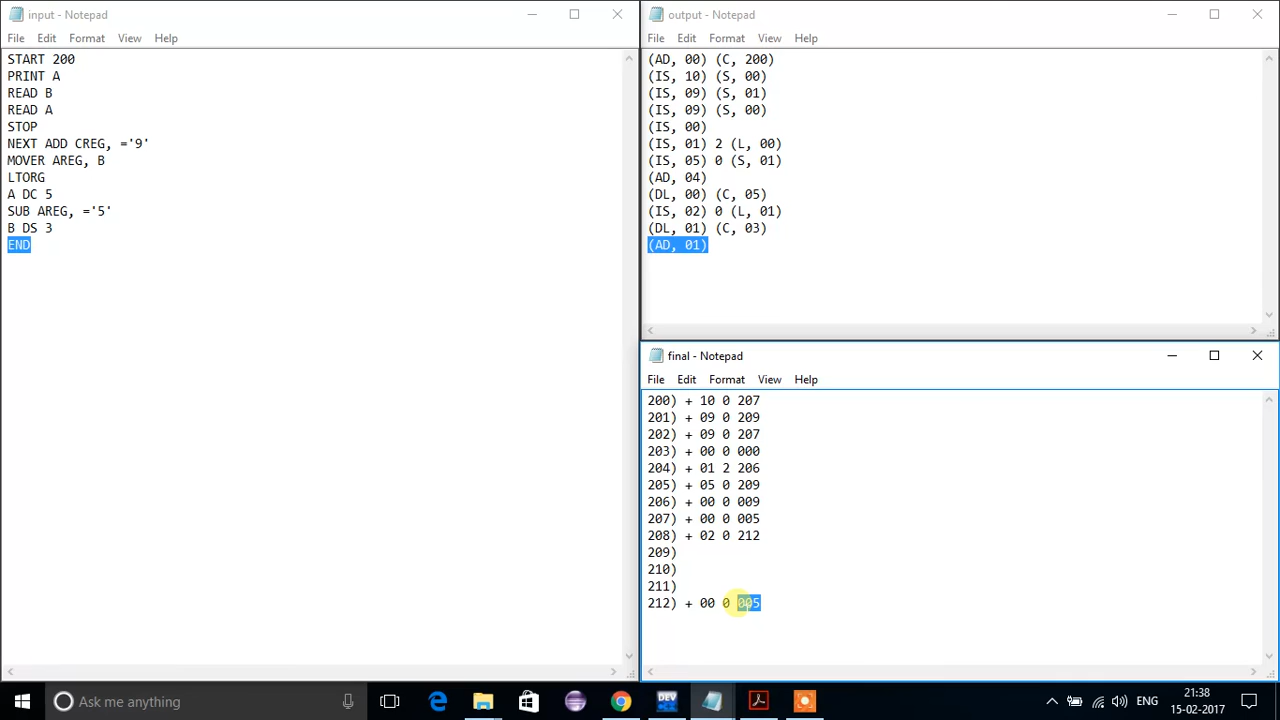 input - Notepad
File Edit Format View Help
START 200
PRINT A
READ B
READ A
STOP
NEXT ADD CREG, ='9'
MOVER AREG, B
LTORG
A DC 5
SUB AREG, ='5'
B DS 3
END
output - Notepad
File Edit Format View Help
(AD, 00) (C, 200)
(IS, 10) (S, 00)
(IS, 09) (S, 01)
(IS, 09) (S, 00)
(IS, 00)
(IS, 01) 2 (L, 00)
(IS, 05) 0 (S, 01)
(AD, 04)
(DL, 00) (C, 05)
(IS, 02) 0 (L, 01)
(DL, 01) (C, 03)
(AD, 01)
final - Notepad
File Edit Format View Help
200) + 10 0 207
201) + 09 0 209
202) + 09 0 207
203) + 00 0 000
204) + 01 2 206
205) + 05 0 209
206) + 00 0 009
207) + 00 0 005
208) + 02 0 212
209)
210)
211)
212) + 00 0 005
Ask me anything
DEV
ENG
21:38
15-02-2017